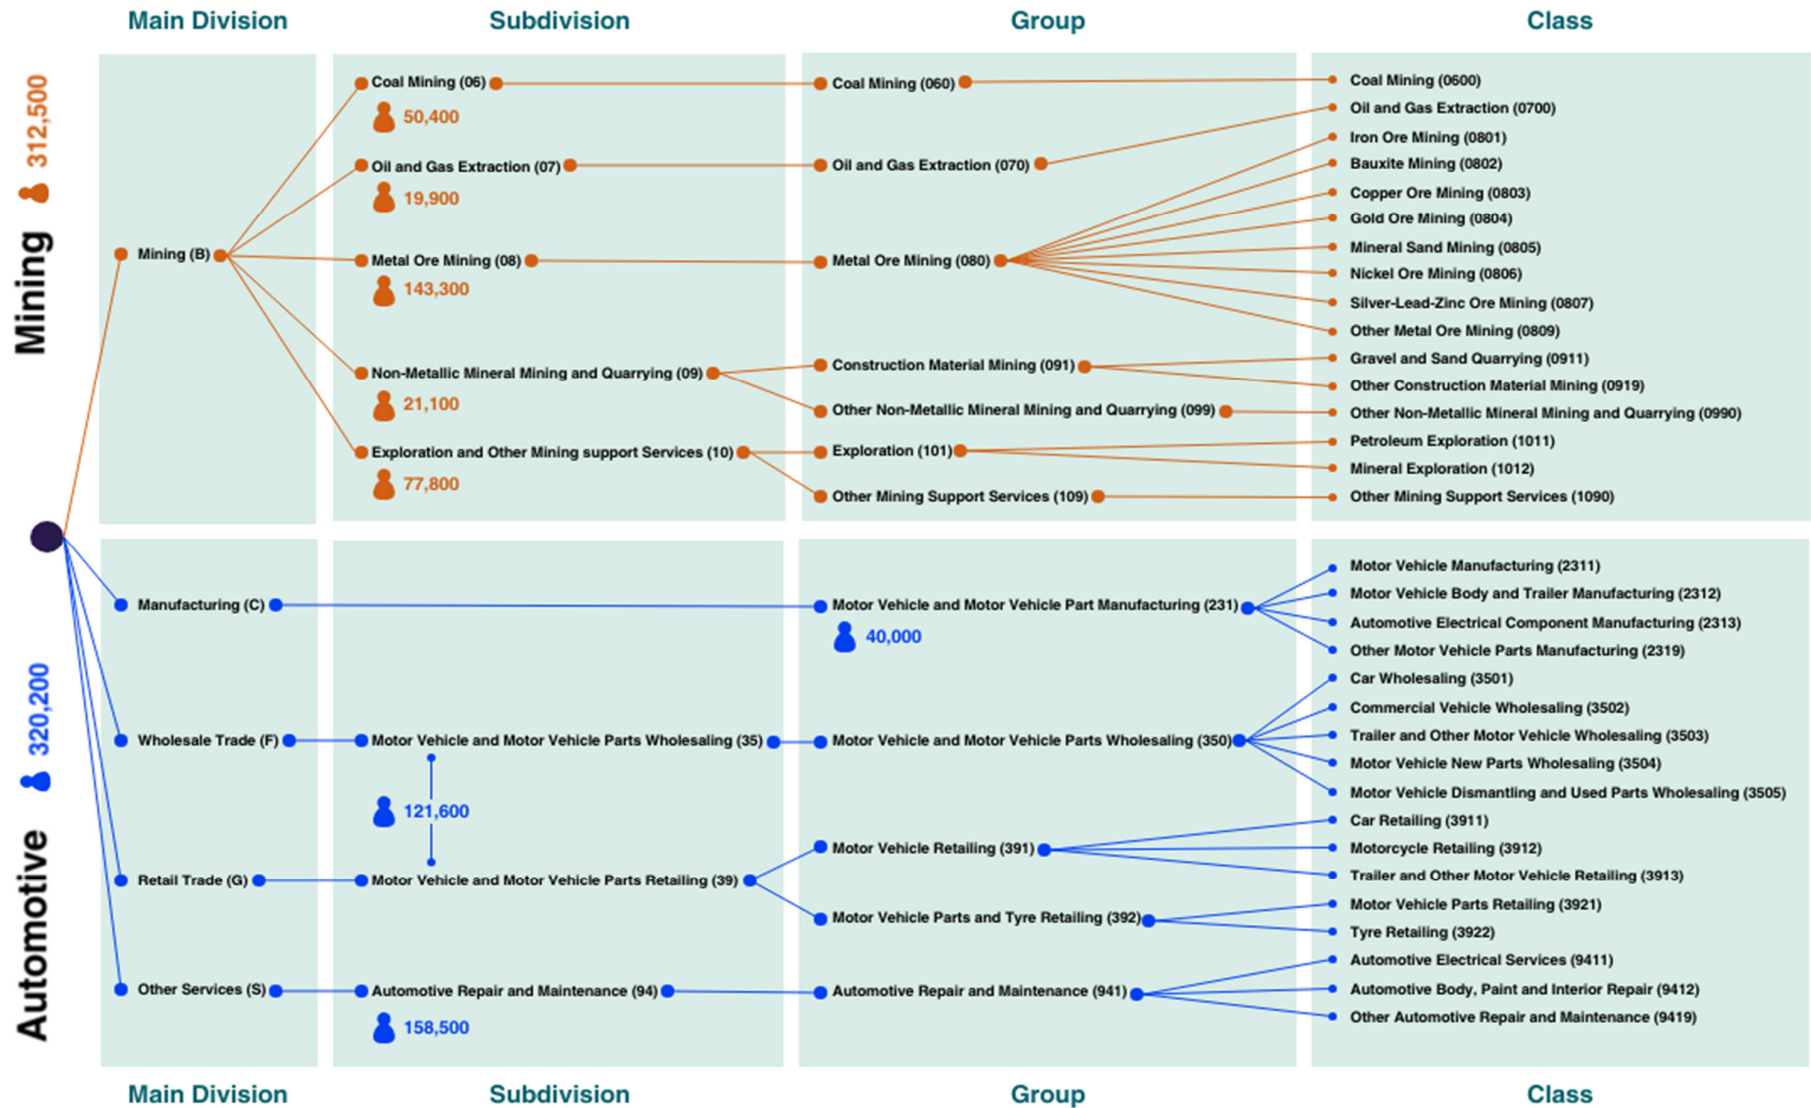 Main Division
Subdivision
Group
Class
Mining
312,500
Mining (B)
Coal Mining (06)
50,400
Oil and Gas Extraction (07)
19,900
Metal Ore Mining (08)
143,300
Non-Metallic Mineral Mining and Quarrying (09)
21,100
Exploration and Other Mining support Services (10)
77,800
Coal Mining (060)
Oil and Gas Extraction (070)
Metal Ore Mining (080)
Construction Material Mining (091)
Other Non-Metallic Mineral Mining and Quarrying (099)
Exploration (101)
Other Mining Support Services (109)
Coal Mining (0600)
Oil and Gas Extraction (0700)
Iron Ore Mining (0801)
Bauxite Mining (0802)
Copper Ore Mining (0803)
Gold Ore Mining (0804)
Mineral Sand Mining (0805)
Nickel Ore Mining (0806)
Silver-Lead-Zinc Ore Mining (0807)
Other Metal Ore Mining (0809)
Gravel and Sand Quarrying (0911)
Other Construction Material Mining (0919)
Other Non-Metallic Mineral Mining and Quarrying (0990)
Petroleum Exploration (1011)
Mineral Exploration (1012)
Other Mining Support Services (1090)
Automotive
320,200
Manufacturing (C)
Wholesale Trade (F)
Retail Trade (G)
Other Services (S)
Motor Vehicle and Motor Vehicle Parts Wholesaling (35)
121,600
Motor Vehicle and Motor Vehicle Parts Retailing (39)
Automotive Repair and Maintenance (94)
158,500
Motor Vehicle and Motor Vehicle Part Manufacturing (231)
40,000
Motor Vehicle and Motor Vehicle Parts Wholesaling (350)
Motor Vehicle Retailing (391)
Motor Vehicle Parts and Tyre Retailing (392)
Automotive Repair and Maintenance (941)
Motor Vehicle Manufacturing (2311)
Motor Vehicle Body and Trailer Manufacturing (2312)
Automotive Electrical Component Manufacturing (2313)
Other Motor Vehicle Parts Manufacturing (2319)
Car Wholesaling (3501)
Commercial Vehicle Wholesaling (3502)
Trailer and Other Motor Vehicle Wholesaling (3503)
Motor Vehicle New Parts Wholesaling (3504)
Motor Vehicle Dismantling and Used Parts Wholesaling (3505)
Car Retailing (3911)
Motorcycle Retailing (3912)
Trailer and Other Motor Vehicle Retailing (3913)
Motor Vehicle Parts Retailing (3921)
Tyre Retailing (3922)
Automotive Electrical Services (9411)
Automotive Body, Paint and Interior Repair (9412)
Other Automotive Repair and Maintenance (9419)
Main Division
Subdivision
Group
Class